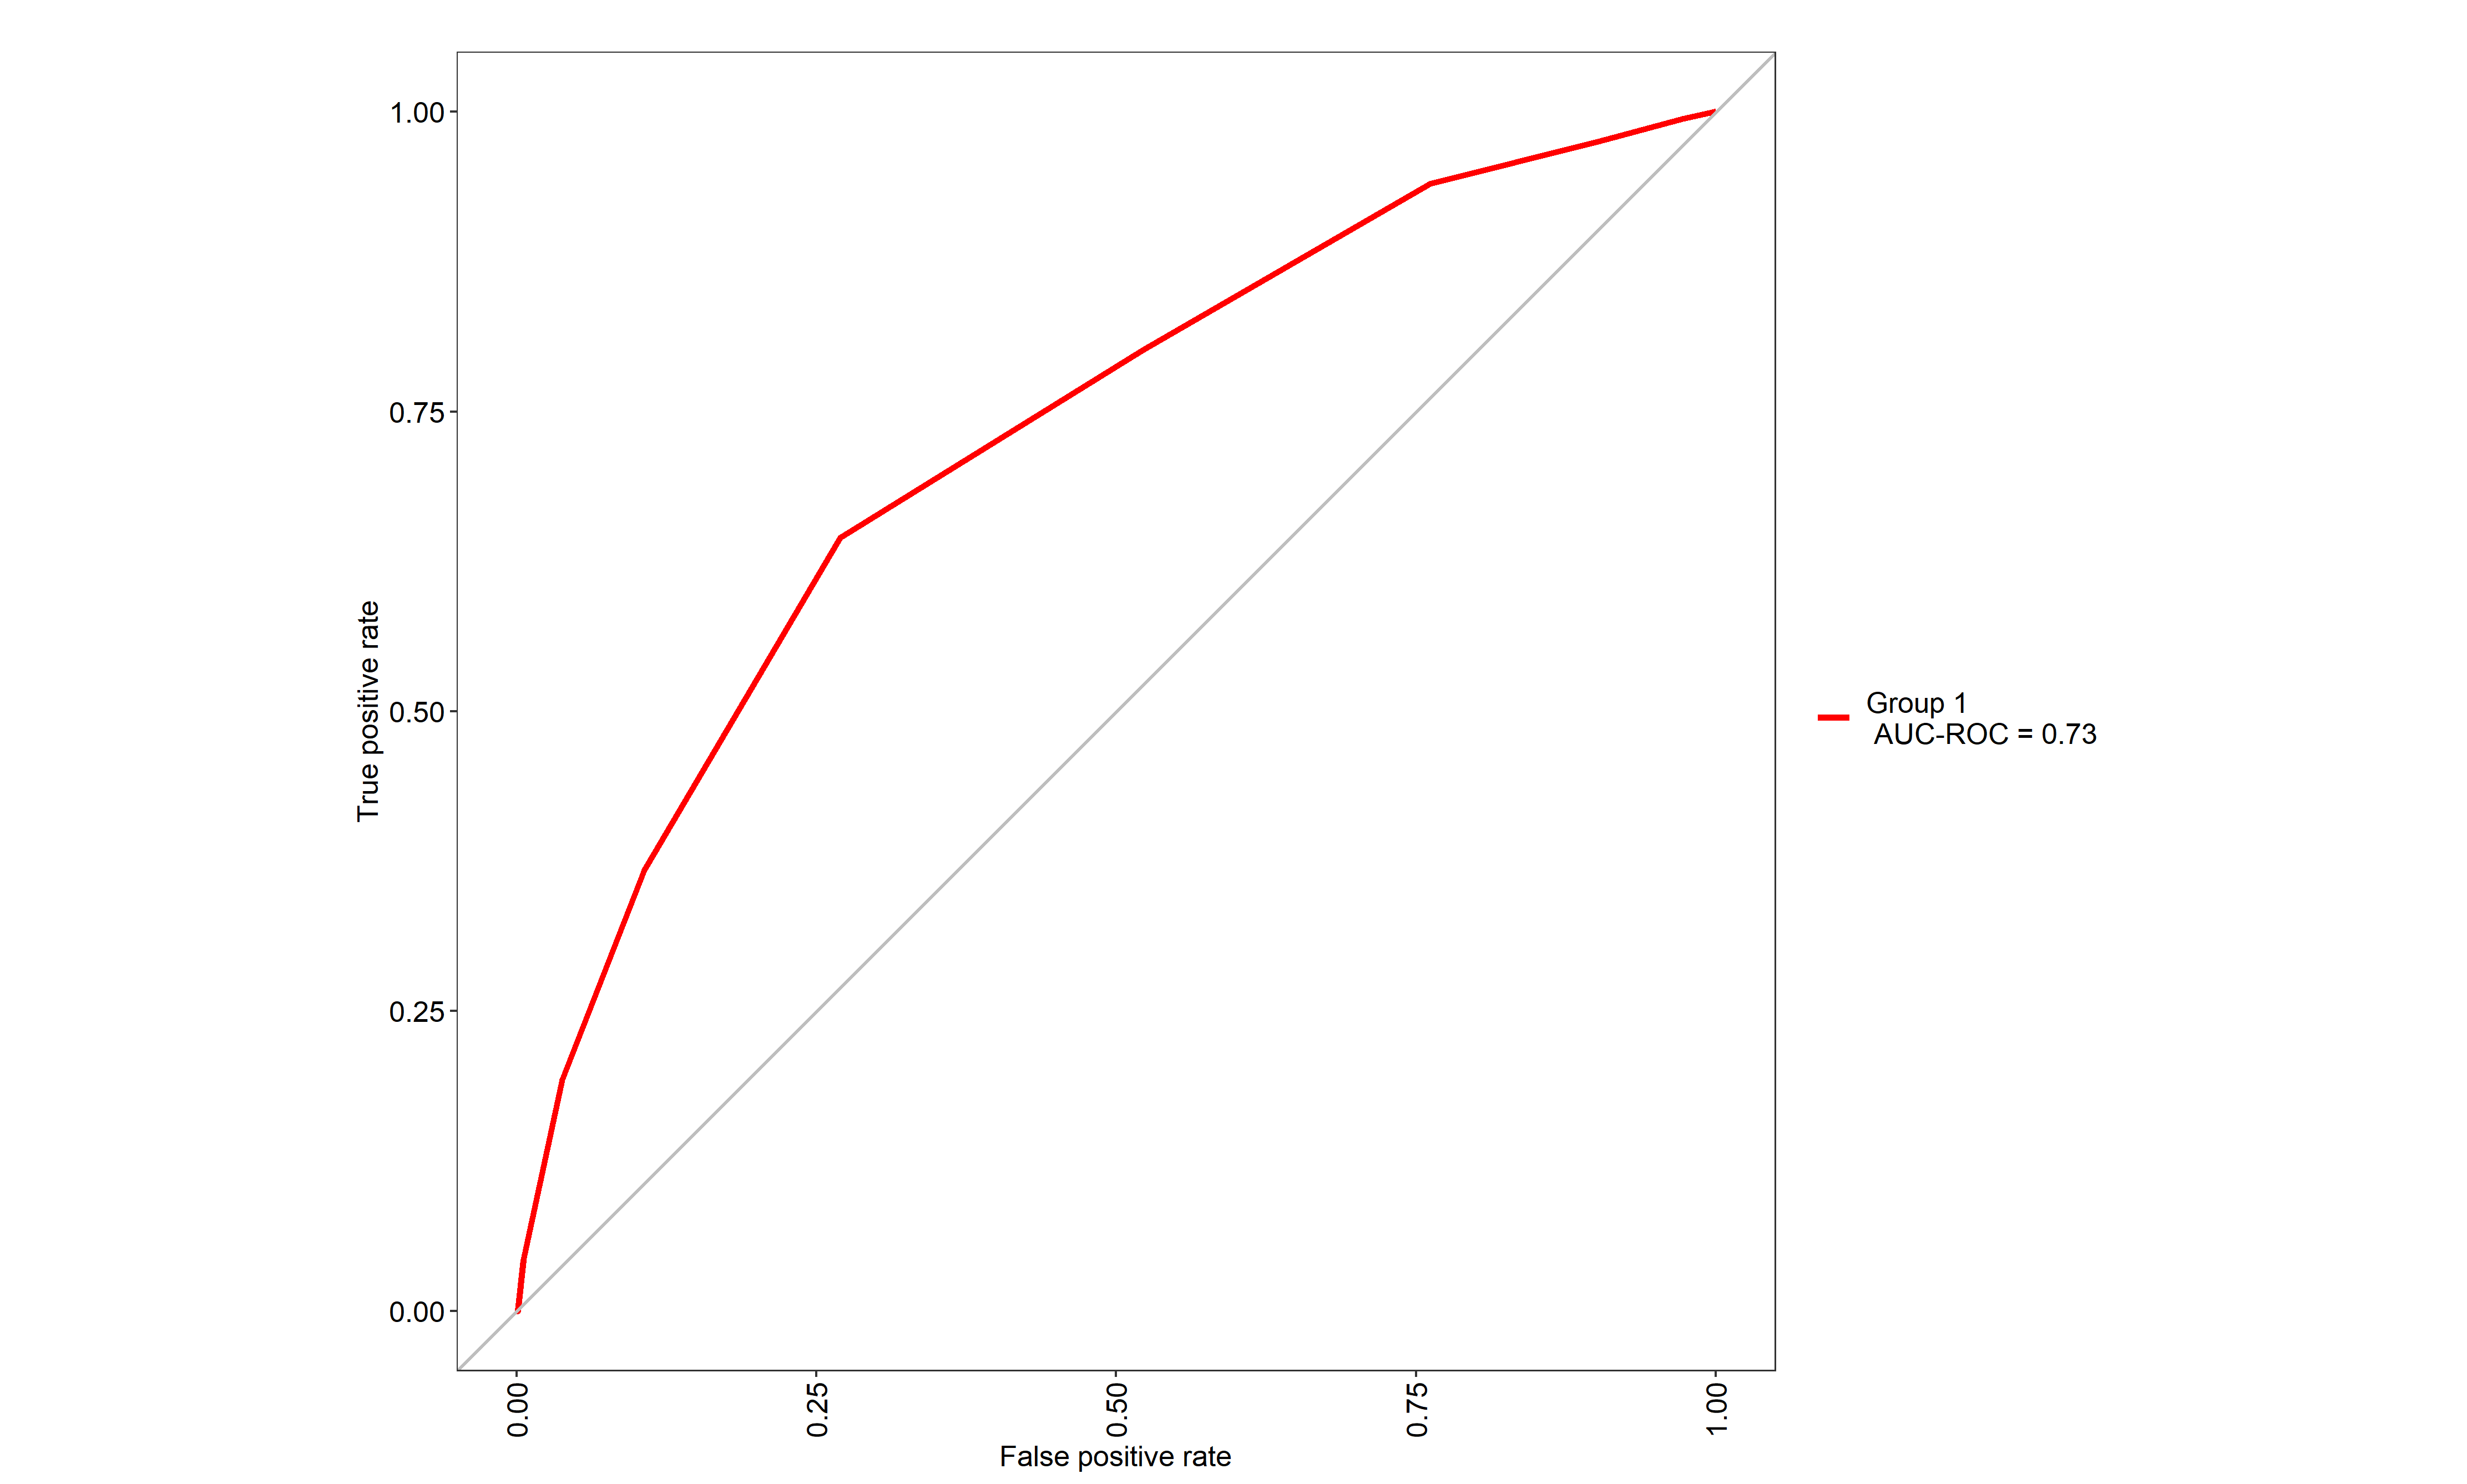 1.00
0.75
0.50
0.25
0.00
True positive rate
0.00
0.25
0.50
0.75
1.00
False positive rate
Group 1
AUC-ROC = 0.73